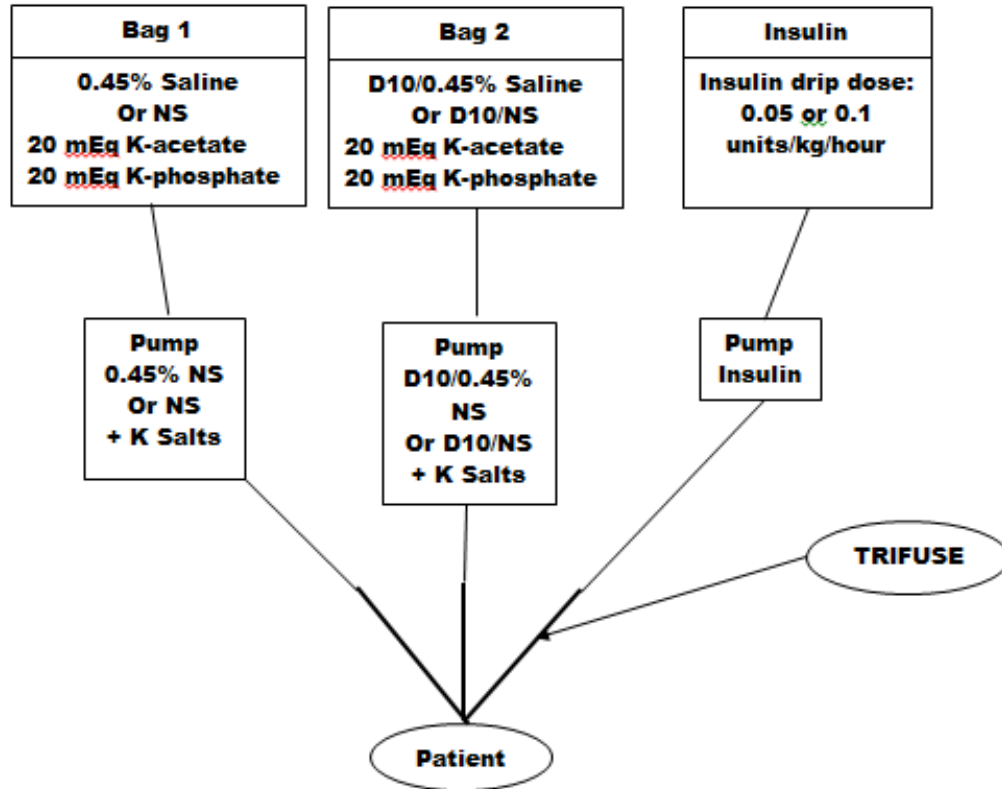 Bag 1
0.45% Saline
Or NS
20 mEq K-acetate
20 mEq K-phosphate
Bag 2
D10/0.45% Saline
Or D10/NS
20 mEq K-acetate
20 mEq K-phosphate
Insulin
Insulin drip dose:
0.05 or 0.1
units/kg/hour
Pump
0.45% NS
Or NS
+ K Salts
Pump
D10/0.45%
NS
Or D10/NS
+ K Salts
Pump
Insulin
TRIFUSE
Patient